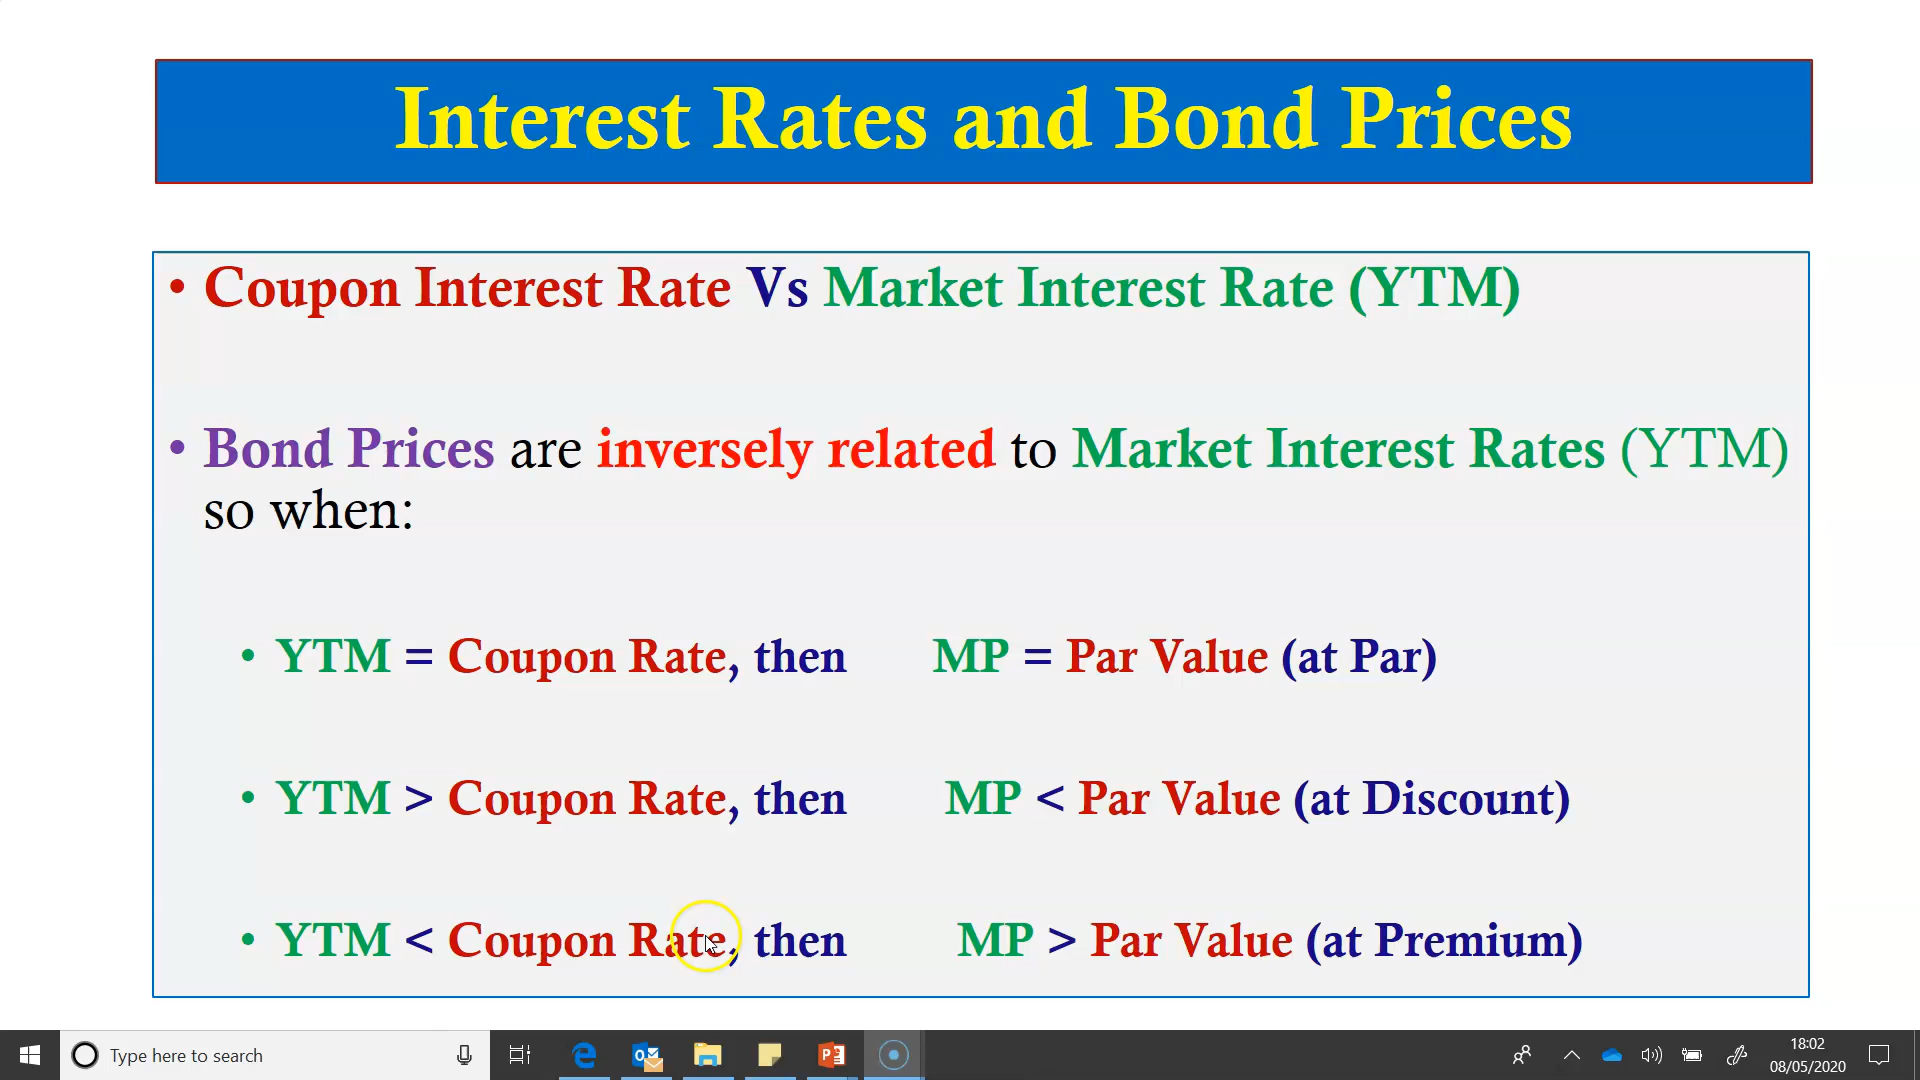 Interest Rates and Bond Prices
• Coupon Interest Rate Vs Market Interest Rate (YTM)
• Bond Prices are inversely related to Market Interest Rates (YTM)
so when:
• YTM = Coupon Rate, then MP = Par Value (at Par)
• YTM > Coupon Rate, then MP < Par Value (at Discount)
• YTM < Coupon Rate, then MP > Par Value (at Premium)
Type here to search
18:02
08/05/2020